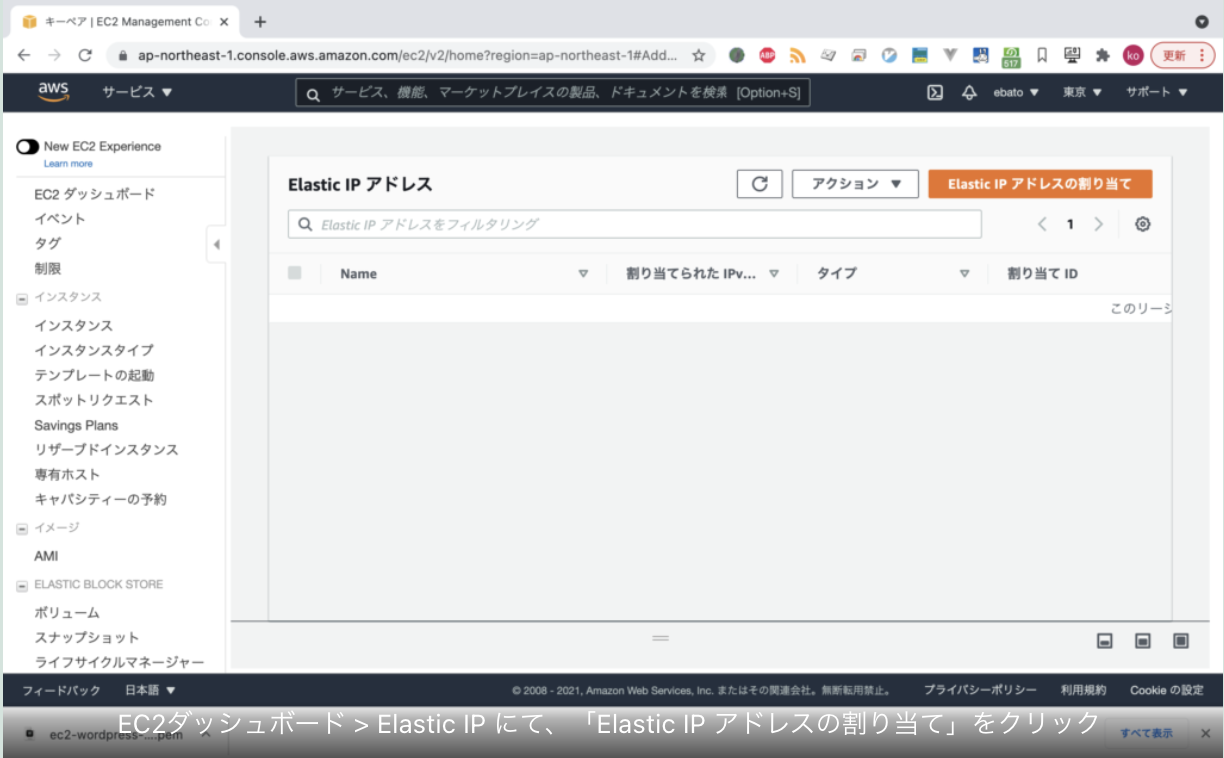 キーペア | EC2 Management Co
ap-northeast-1.console.aws.amazon.com/ec2/v2/home?region=ap-northeast-1#Add...
ABP
517
ko
更新
aws
サービス
サービス、機能、マーケットプレイスの製品、ドキュメントを検索 [Option+S]
ebato
東京
サポート
New EC2 Experience
Learn more
EC2 ダッシュボード
イベント
タグ
制限
インスタンス
インスタンス
インスタンスタイプ
テンプレートの起動
スポットリクエスト
Savings Plans
リザーブドインスタンス
専有ホスト
キャパシティーの予約
イメージ
AMI
ELASTIC BLOCK STORE
ボリューム
スナップショット
ライフサイクルマネージャー
Elastic IP アドレス
アクション
Elastic IP アドレスの割り当て
Elastic IP アドレスをフィルタリング
1
Name
割り当てられた IPv...
タイプ
割り当て ID
このリージ
フィードバック
日本語
© 2008 - 2021, Amazon Web Services, Inc. またはその関連会社。無断転用禁止。
プライバシーポリシー
利用規約
Cookie の設定
EC2ダッシュボード > Elastic IP にて、「Elastic IP アドレスの割り当て」をクリック
ec2-wordpress-....pem
すべて表示